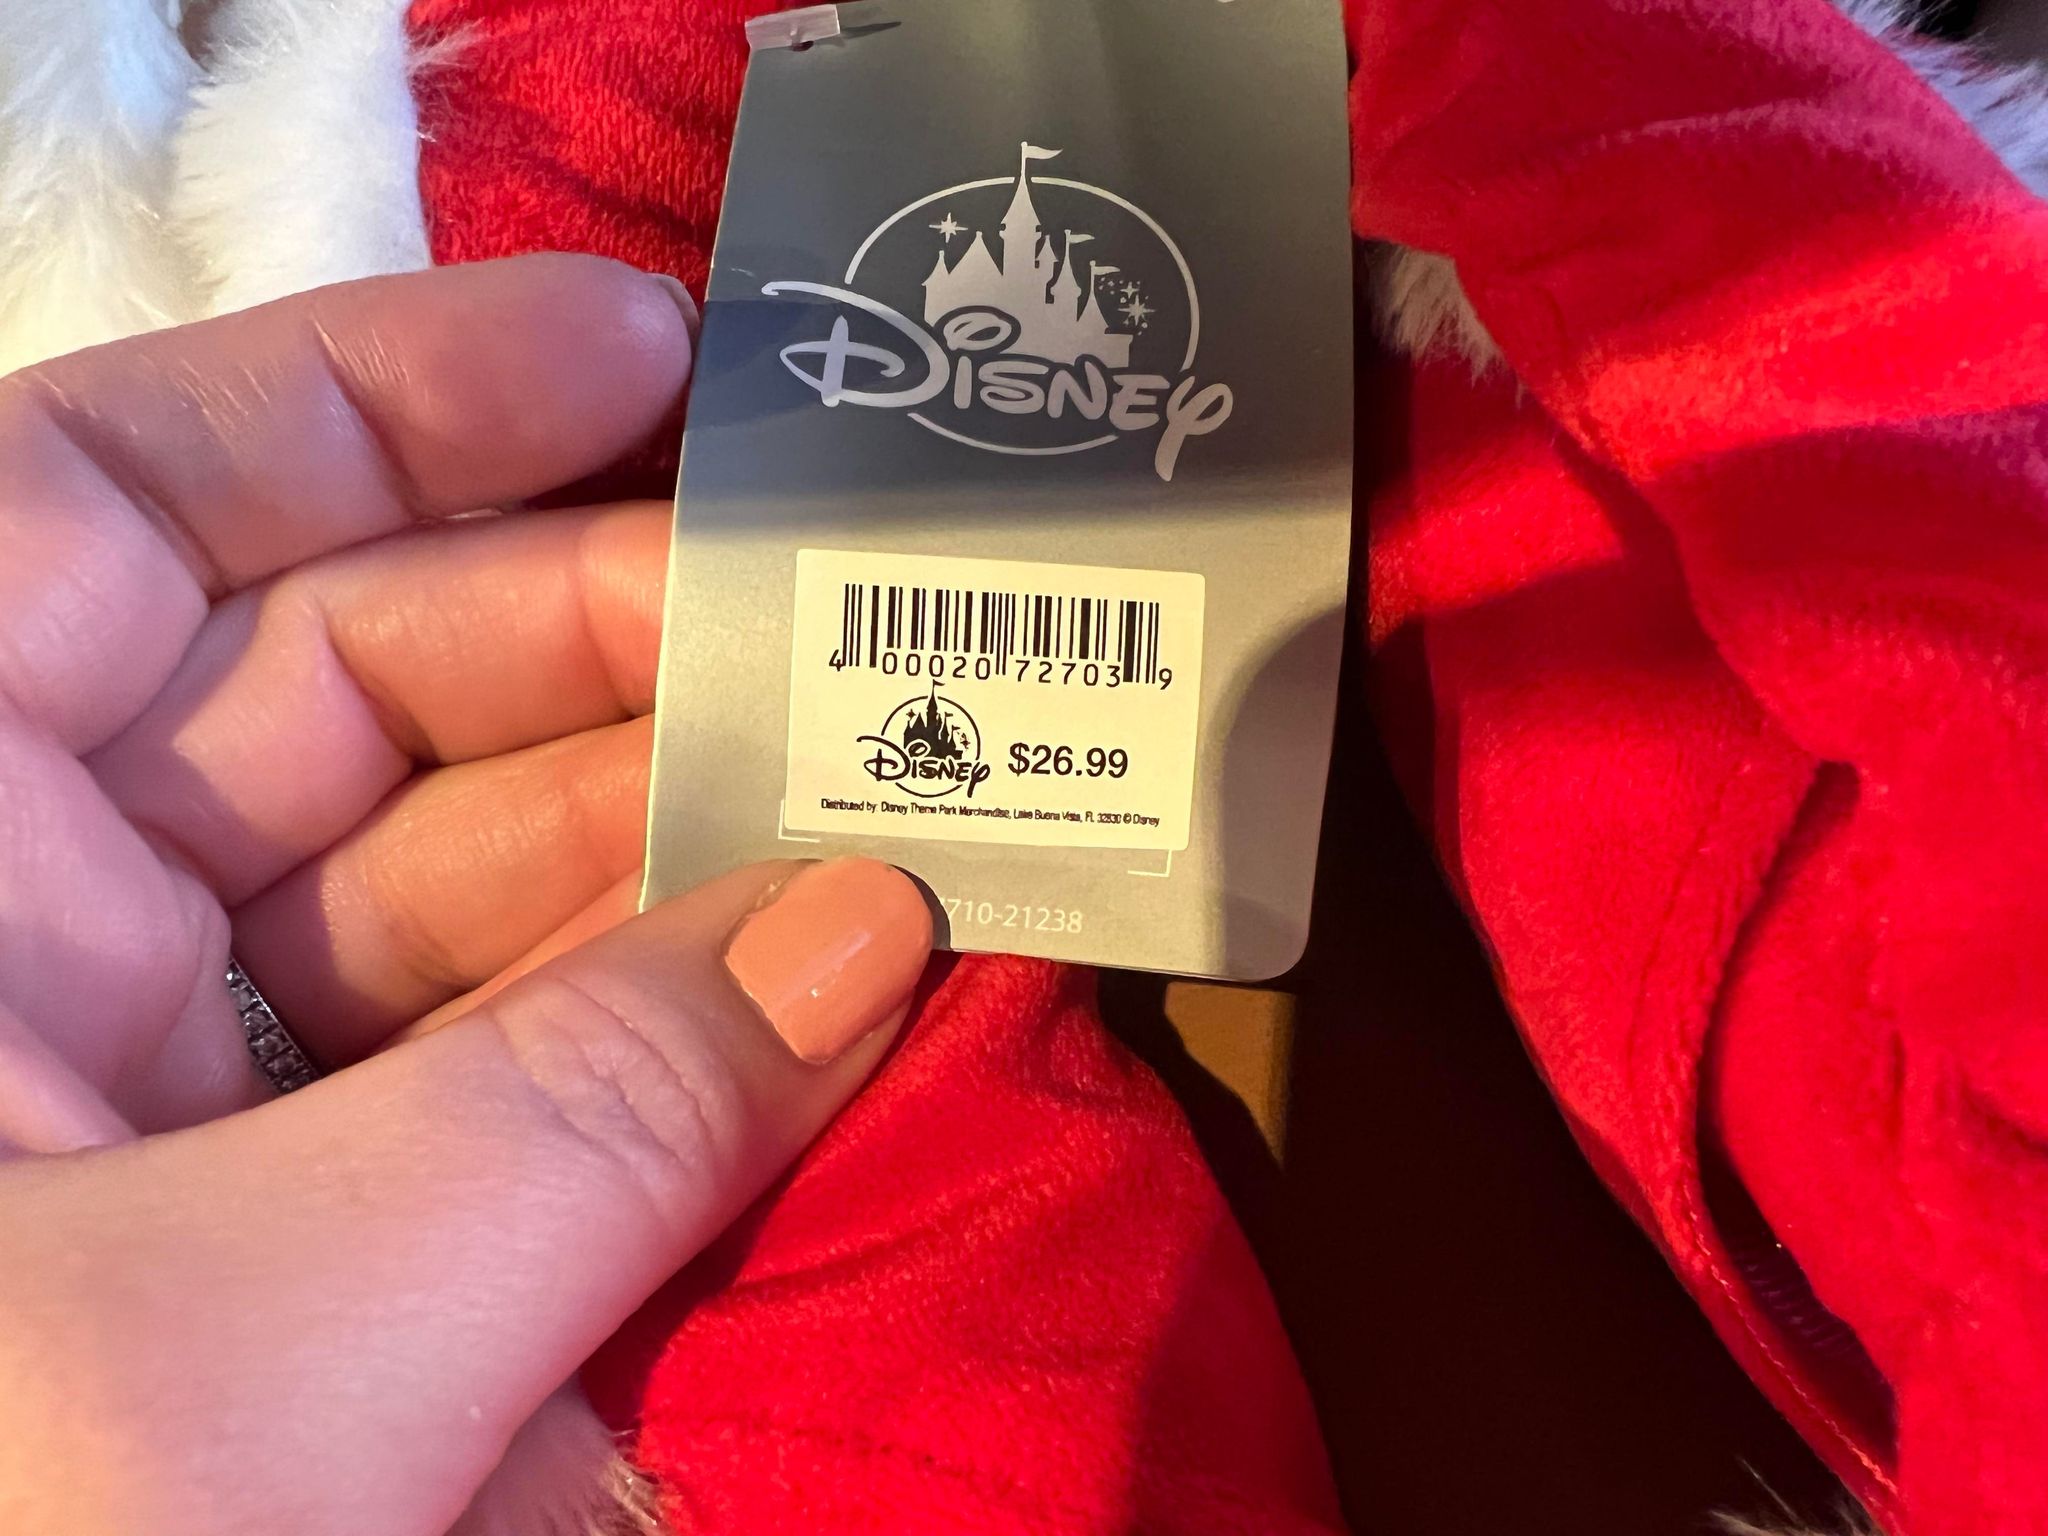 Disney
4 00020 72703 9
Disney $26.99
Distributed by: Disney Theme Park Merchandise, Lake Buena Vista, FL 32830 © Disney
710-21238